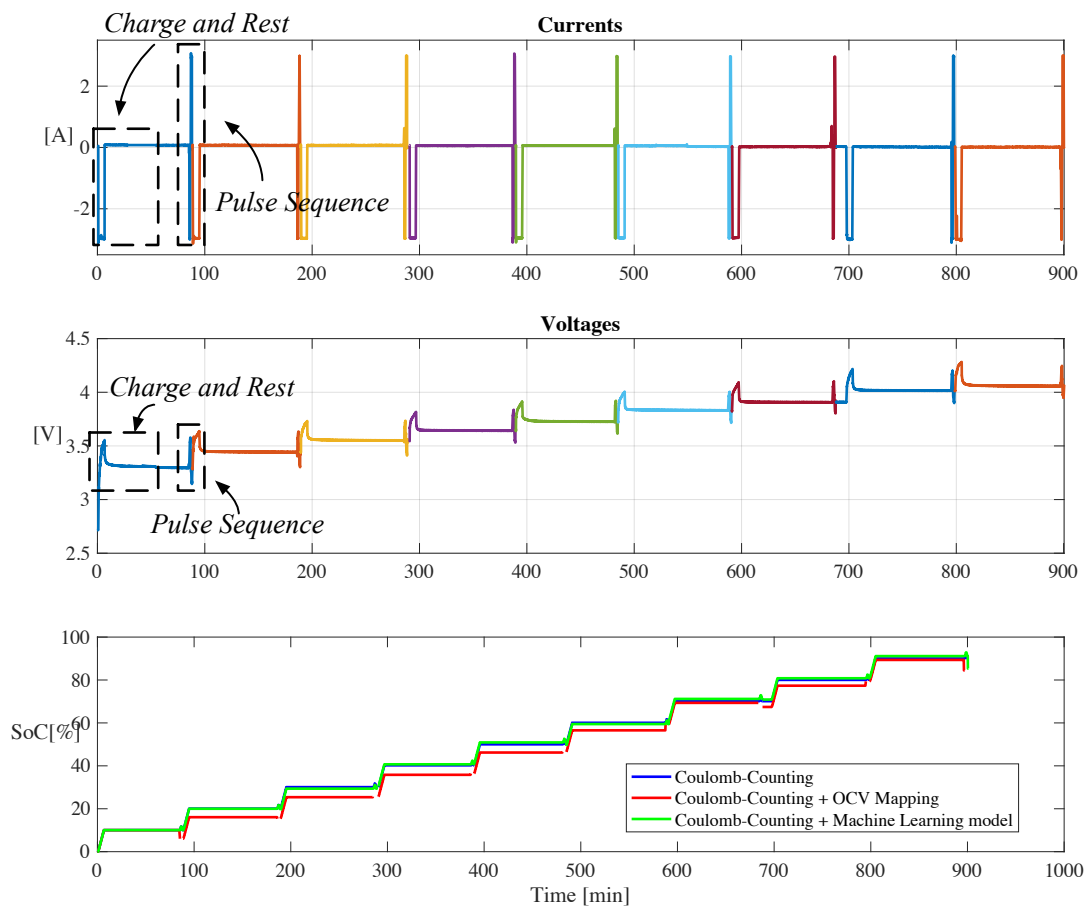 Charge and Rest
Currents
[A]
2
0
-2
Pulse Sequence
0 100 200 300 400 500 600 700 800 900
Voltages
[V]
4.5
4
3.5
3
2.5
Charge and Rest
Pulse Sequence
0 100 200 300 400 500 600 700 800 900
SoC[%]
100
80
60
40
20
0
Coulomb-Counting
Coulomb-Counting + OCV Mapping
Coulomb-Counting + Machine Learning model
0 100 200 300 400 500 600 700 800 900 1000
Time [min]